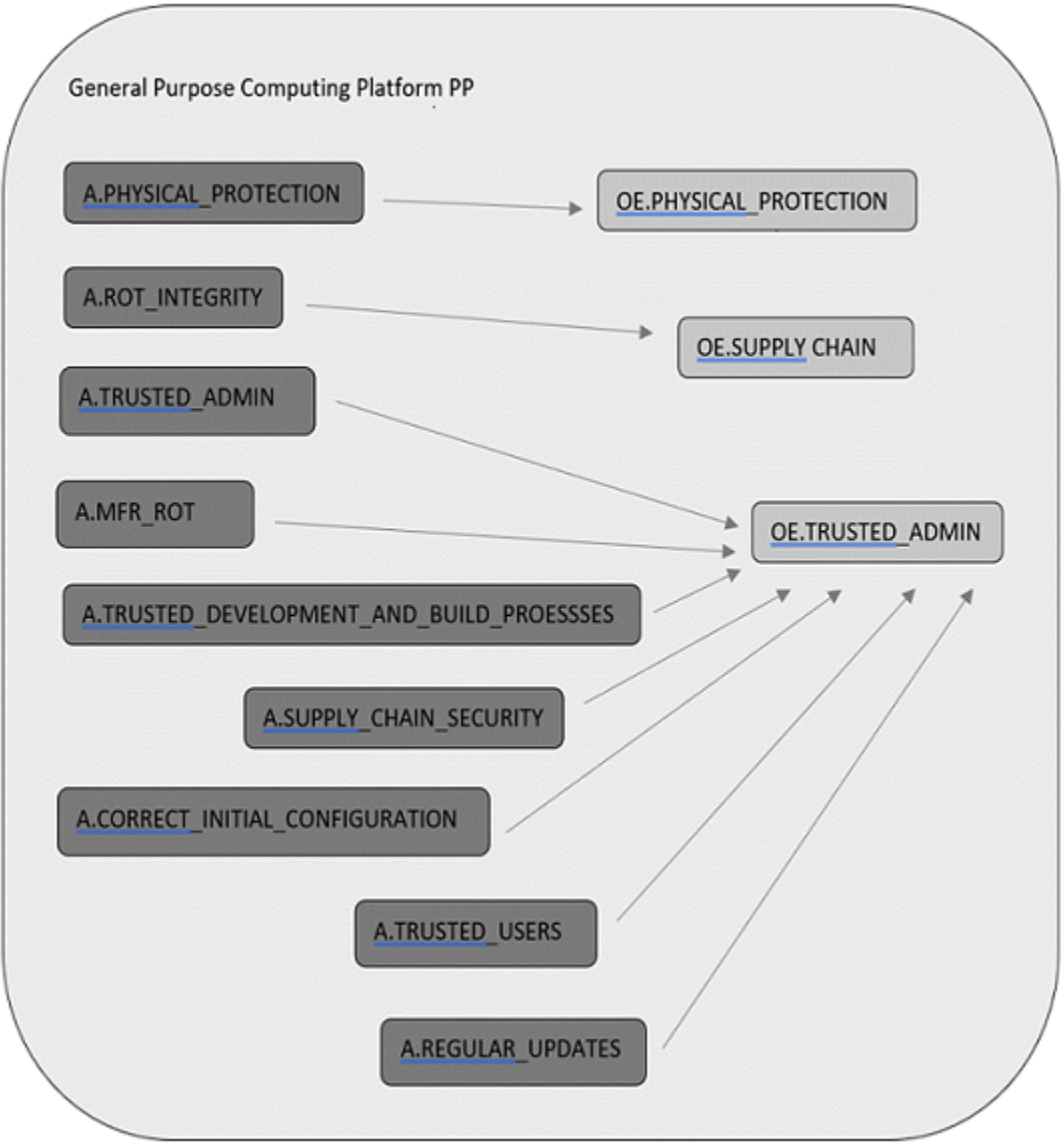 General Purpose Computing Platform PP
A.PHYSICAL_PROTECTION
OE.PHYSICAL_PROTECTION
A.ROT_INTEGRITY
OE.SUPPLY CHAIN
A.TRUSTED_ADMIN
A.MFR_ROT
OE.TRUSTED_ADMIN
A.TRUSTED_DEVELOPMENT_AND_BUILD_PROESSSES
A.SUPPLY_CHAIN_SECURITY
A.CORRECT_INITIAL_CONFIGURATION
A.TRUSTED_USERS
A.REGULAR_UPDATES